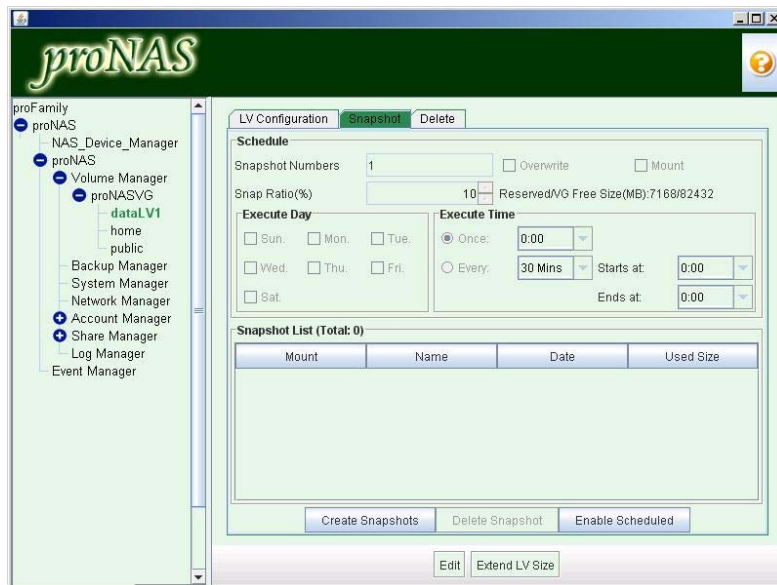 proNAS
proFamily
proNAS
NAS_Device_Manager
proNAS
Volume Manager
proNASVG
dataLV1
home
public
Backup Manager
System Manager
Network Manager
Account Manager
Share Manager
Log Manager
Event Manager
LV Configuration Snapshot Delete
Schedule
Snapshot Numbers 1 Overwrite Mount
Snap Ratio(%) 10 Reserved/VG Free Size(MB):7168/82432
Execute Day
Sun. Mon. Tue.
Wed. Thu. Fri.
Sat.
Execute Time
Once: 0:00
Every: 30 Mins Starts at: 0:00
Ends at: 0:00
Snapshot List (Total: 0)
Mount Name Date Used Size
Create Snapshots Delete Snapshot Enable Scheduled
Edit Extend LV Size